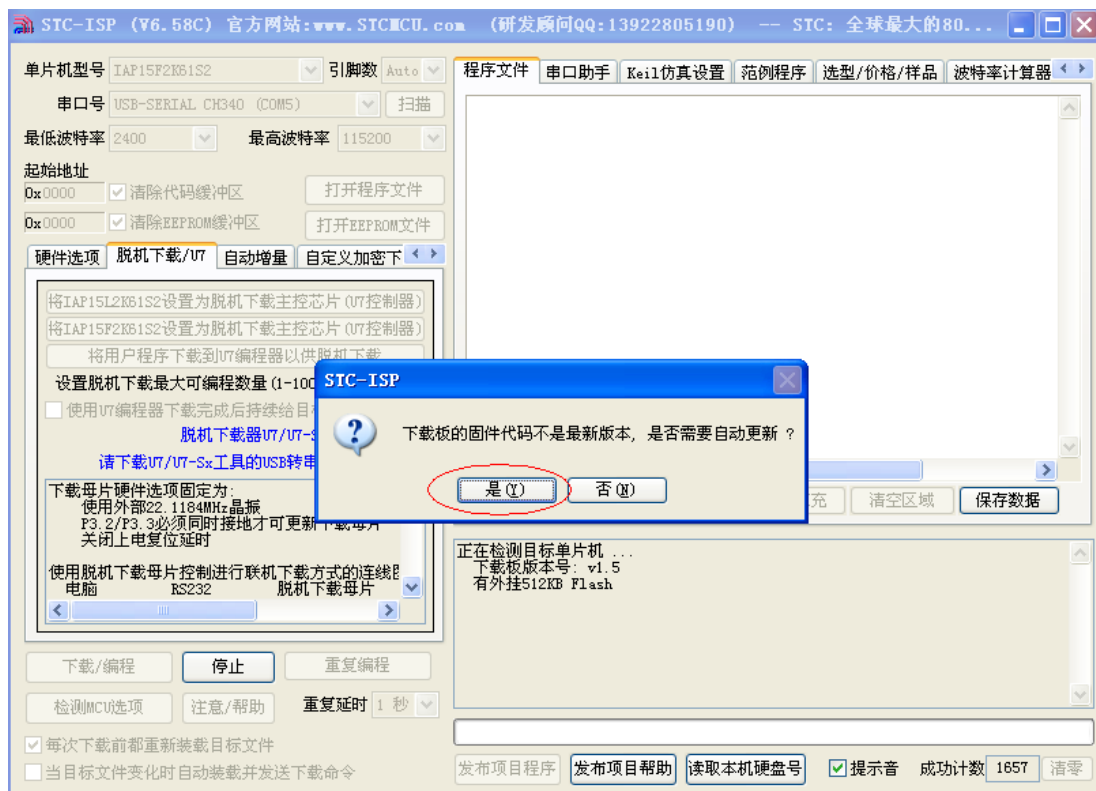 STC-ISP (V6.58C) 官方网站:www.STCMCU.com (研发顾问QQ:13922805190) -- STC: 全球最大的80...
单片机型号 IAP15F2K61S2 引脚数 Auto
串口号 USB-SERIAL CH340 (COM5) 扫描
最低波特率 2400 最高波特率 115200
起始地址
0x0000 清除代码缓冲区 打开程序文件
0x0000 清除EEPROM缓冲区 打开EEPROM文件
硬件选项 脱机下载/U7 自动增量 自定义加密下
将IAP15L2K61S2设置为脱机下载主控芯片(U7控制器)
将IAP15F2K61S2设置为脱机下载主控芯片(U7控制器)
将用户程序下载到U7编程器以供脱机下载
设置脱机下载最大可编程数量(1-100
使用U7编程器下载完成后持续给目
脱机下载器U7/U7-S
请下载U7/U7-Sx工具的USB转串
下载母片硬件选项固定为:
使用外部22.1184MHz晶振
P3.2/P3.3必须同时接地才可更新下载母片
关闭上电复位延时
使用脱机下载母片控制进行联机下载方式的连线图
电脑 RS232 脱机下载母片
下载/编程 停止 重复编程
检测MCU选项 注意/帮助 重复延时 1 秒
每次下载前都重新装载目标文件
当目标文件变化时自动装载并发送下载命令
程序文件 串口助手 Keil仿真设置 范例程序 选型/价格/样品 波特率计算器
STC-ISP
下载板的固件代码不是最新版本, 是否需要自动更新 ?
是(Y) 否(N)
充 清空区域 保存数据
正在检测目标单片机 ...
下载板版本号: v1.5
有外挂512KB Flash
发布项目程序 发布项目帮助 读取本机硬盘号 提示音 成功计数 1657 清零